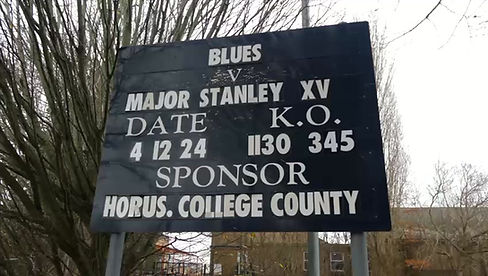 BLUES
V
MAJOR STANLEY XV
DATE K.O.
4 12 24 1130 345
SPONSOR
HORUS. COLLEGE COUNTY